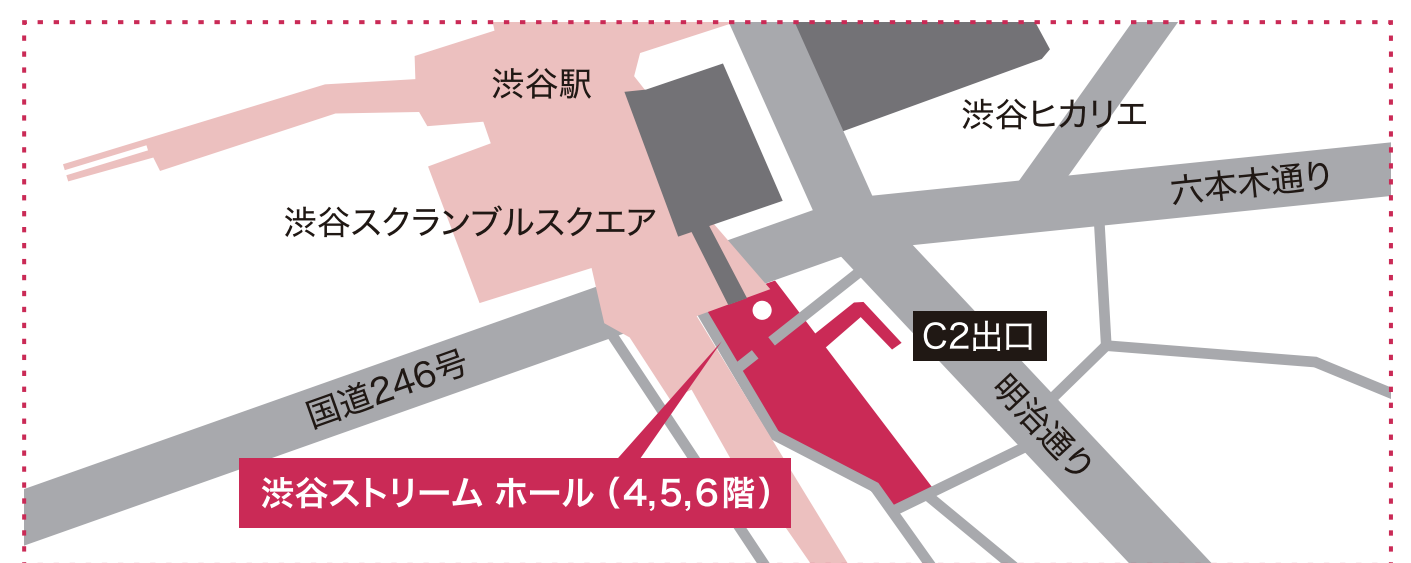 渋谷駅
渋谷ヒカリエ
六本木通り
渋谷スクランブルスクエア
C2出口
国道246号
明治通り
渋谷ストリーム ホール（4,5,6階）